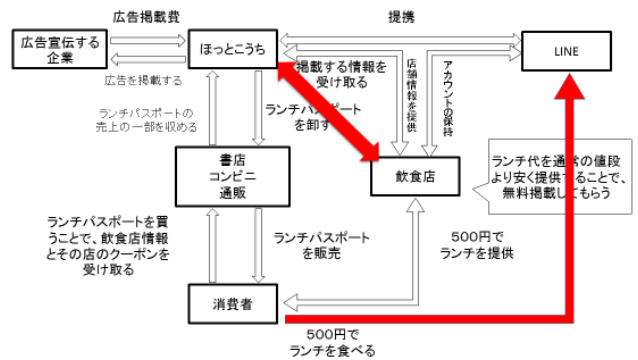 広告掲載費
提携
広告宣伝する
企業
ほっとこうち
LINE
広告を掲載する
掲載する情報を
受け取る
店舗情報を提供
アカウントの保持
ランチパスポートの
売上の一部を収める
ランチパスポート
を卸す
書店
コンビニ
通販
飲食店
ランチ代を通常の値段
より安く提供することで、
無料掲載してもらう
ランチパスポートを買
うことで、飲食店情報
とその店のクーポンを
受け取る
ランチパスポート
を販売
500円で
ランチを提供
消費者
500円で
ランチを食べる